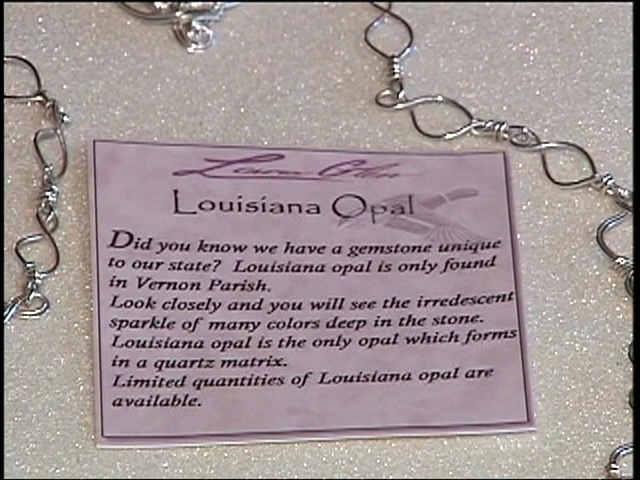 Louisiana Opal
Did you know we have a gemstone unique
to our state? Louisiana opal is only found
in Vernon Parish.
Look closely and you will see the irredescent
sparkle of many colors deep in the stone.
Louisiana opal is the only opal which forms
in a quartz matrix.
Limited quantities of Louisiana opal are
available.